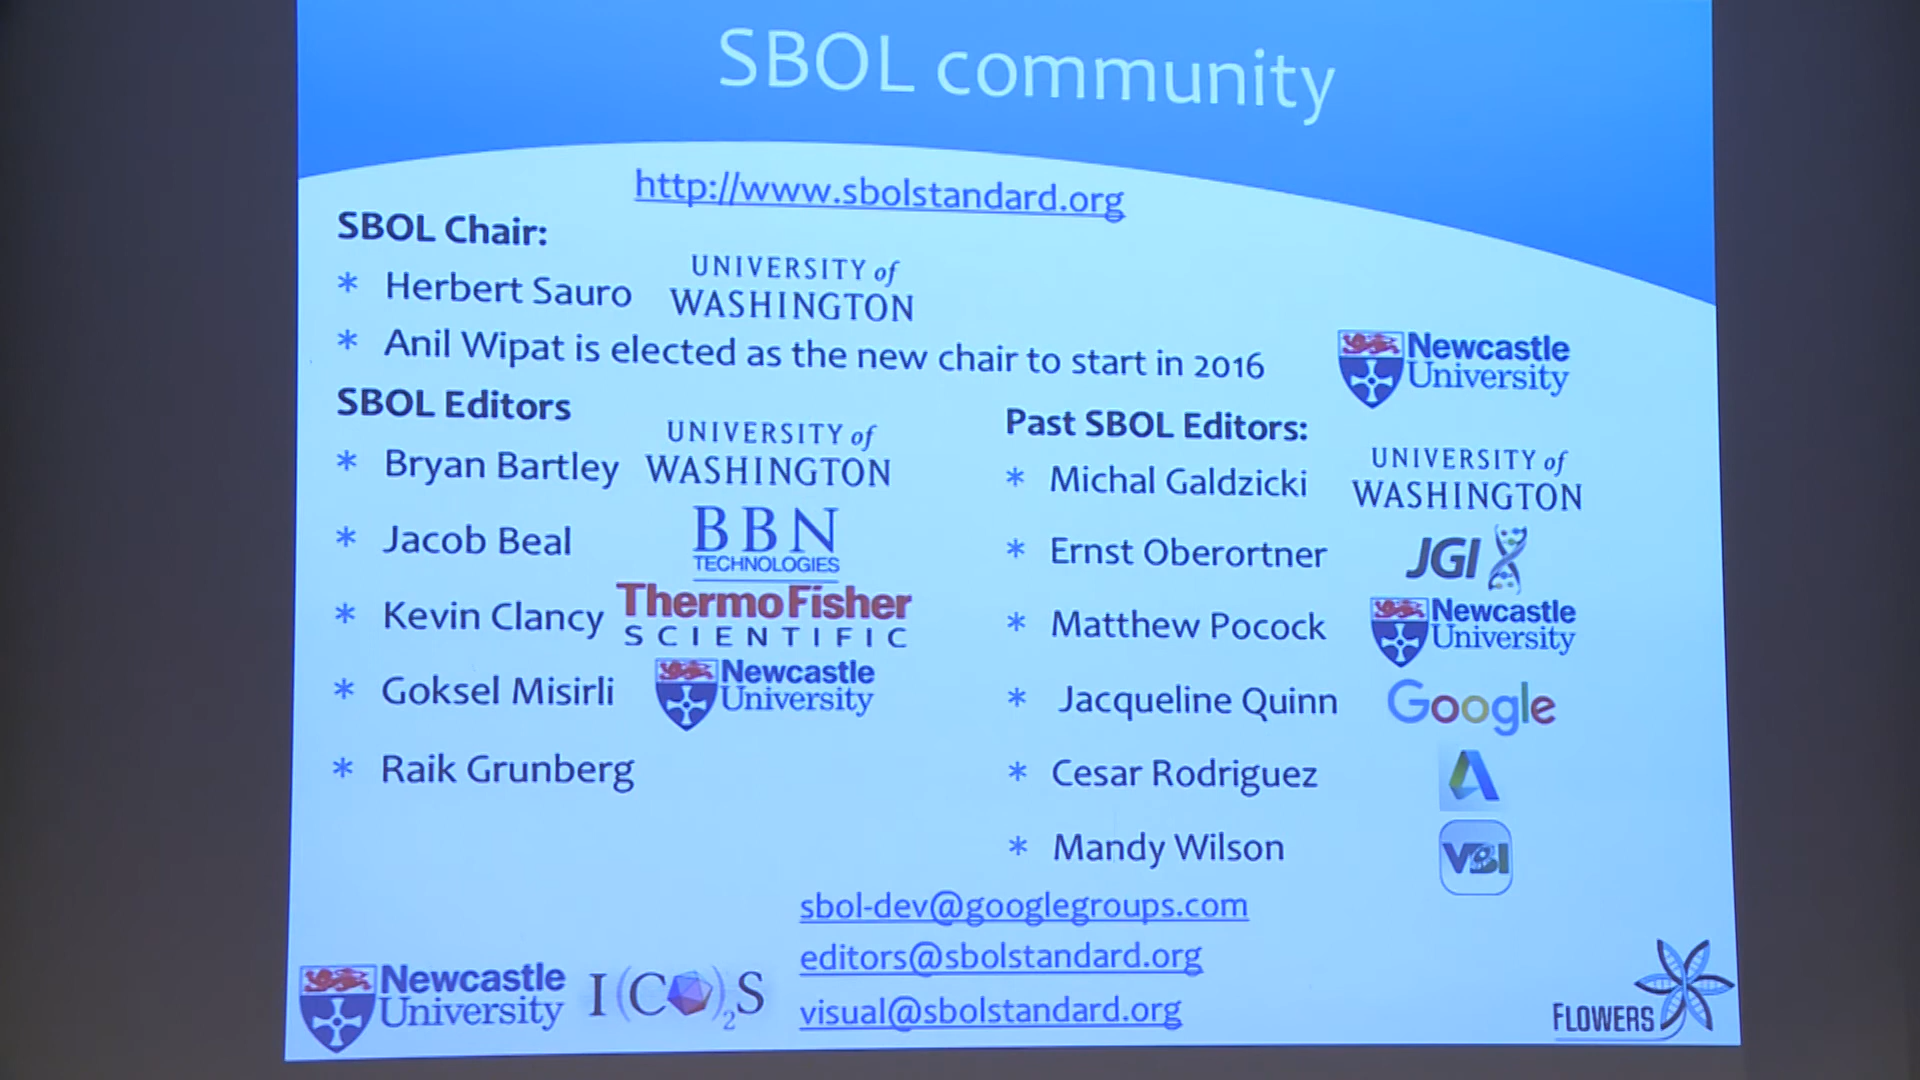 SBOL community
http://www.sbolstandard.org
SBOL Chair:
* Herbert Sauro
UNIVERSITY of
WASHINGTON
* Anil Wipat is elected as the new chair to start in 2016
Newcastle
University
SBOL Editors
* Bryan Bartley
UNIVERSITY of
WASHINGTON
* Jacob Beal
BBN
TECHNOLOGIES
* Kevin Clancy
ThermoFisher
SCIENTIFIC
* Goksel Misirli
Newcastle
University
* Raik Grunberg
Past SBOL Editors:
* Michal Galdzicki
UNIVERSITY of
WASHINGTON
* Ernst Oberortner
JGI
* Matthew Pocock
Newcastle
University
* Jacqueline Quinn
Google
* Cesar Rodriguez
* Mandy Wilson
VBI
sbol-dev@googlegroups.com
editors@sbolstandard.org
visual@sbolstandard.org
Newcastle
University
I(CO)2S
FLOWERS